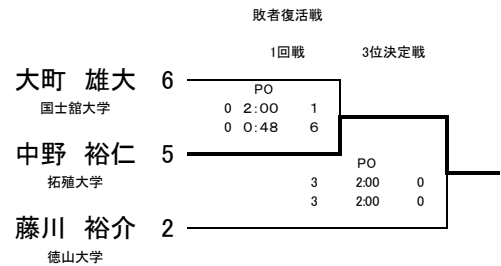 敗者復活戦
1回戦 3位決定戦
大町 雄大 6
国士舘大学
PO
0 2:00 1
0 0:48 6
中野 裕仁 5
拓殖大学
PO
3 2:00 0
3 2:00 0
藤川 裕介 2
徳山大学